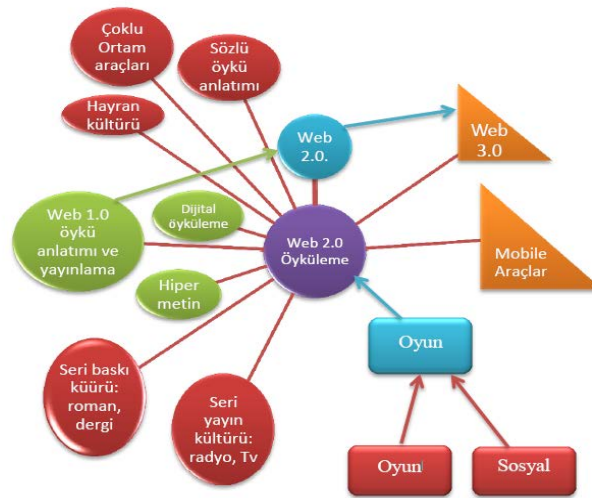 Çoklu
Ortam
araçları
Sözlü
öykü
anlatımı
Hayran
kültürü
Web
2.0.
Web
3.0
Web 1.0
öykü
anlatımı ve
yayınlama
Dijital
öyküleme
Web 2.0
Öyküleme
Hiper
metin
Mobile
Araçlar
Oyun
Seri baskı
küürü:
roman,
dergi
Seri
yayın
kültürü:
radyo, Tv
Oyun
Sosyal